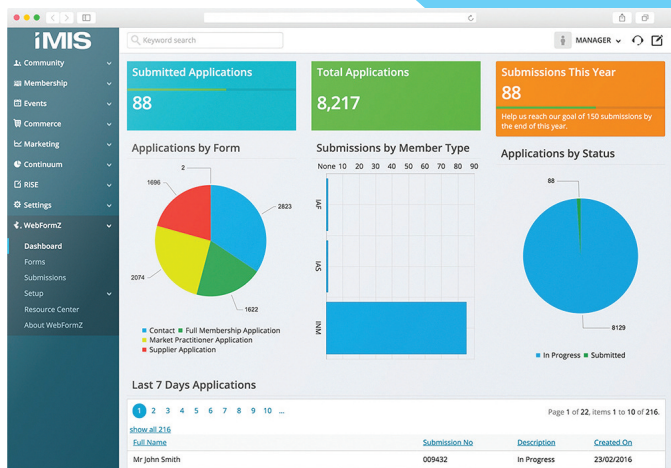 iMIS
Keyword search
MANAGER
Community
Membership
Events
Commerce
Marketing
Continuum
RISE
Settings
WebFormZ
Dashboard
Forms
Submissions
Setup
Resource Center
About WebFormZ
Submitted Applications
88
Total Applications
8,217
Submissions This Year
88
Help us reach our goal of 150 submissions by
the end of this year.
Applications by Form
2
1696
2823
2074
1622
Contact Full Membership Application
Market Practitioner Application
Supplier Application
Submissions by Member Type
None 10 20 30 40 50 60 70 80 90
IAF
IAS
INM
Applications by Status
88
8129
In Progress Submitted
Last 7 Days Applications
1 2 3 4 5 6 7 8 9 10 ...
Page 1 of 22, items 1 to 10 of 216.
show all 216
Full Name Submission No Description Created On
Mr John Smith 009432 In Progress 23/02/2016